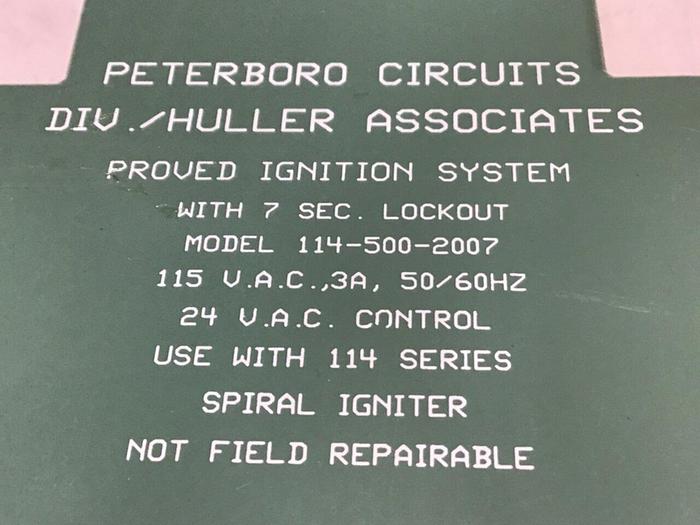 PETERBORO CIRCUITS
DIV./HULLER ASSOCIATES
PROVED IGNITION SYSTEM
WITH 7 SEC. LOCKOUT
MODEL 114-500-2007
115 V.A.C.,3A, 50/60HZ
24 V.A.C. CONTROL
USE WITH 114 SERIES
SPIRAL IGNITER
NOT FIELD REPAIRABLE